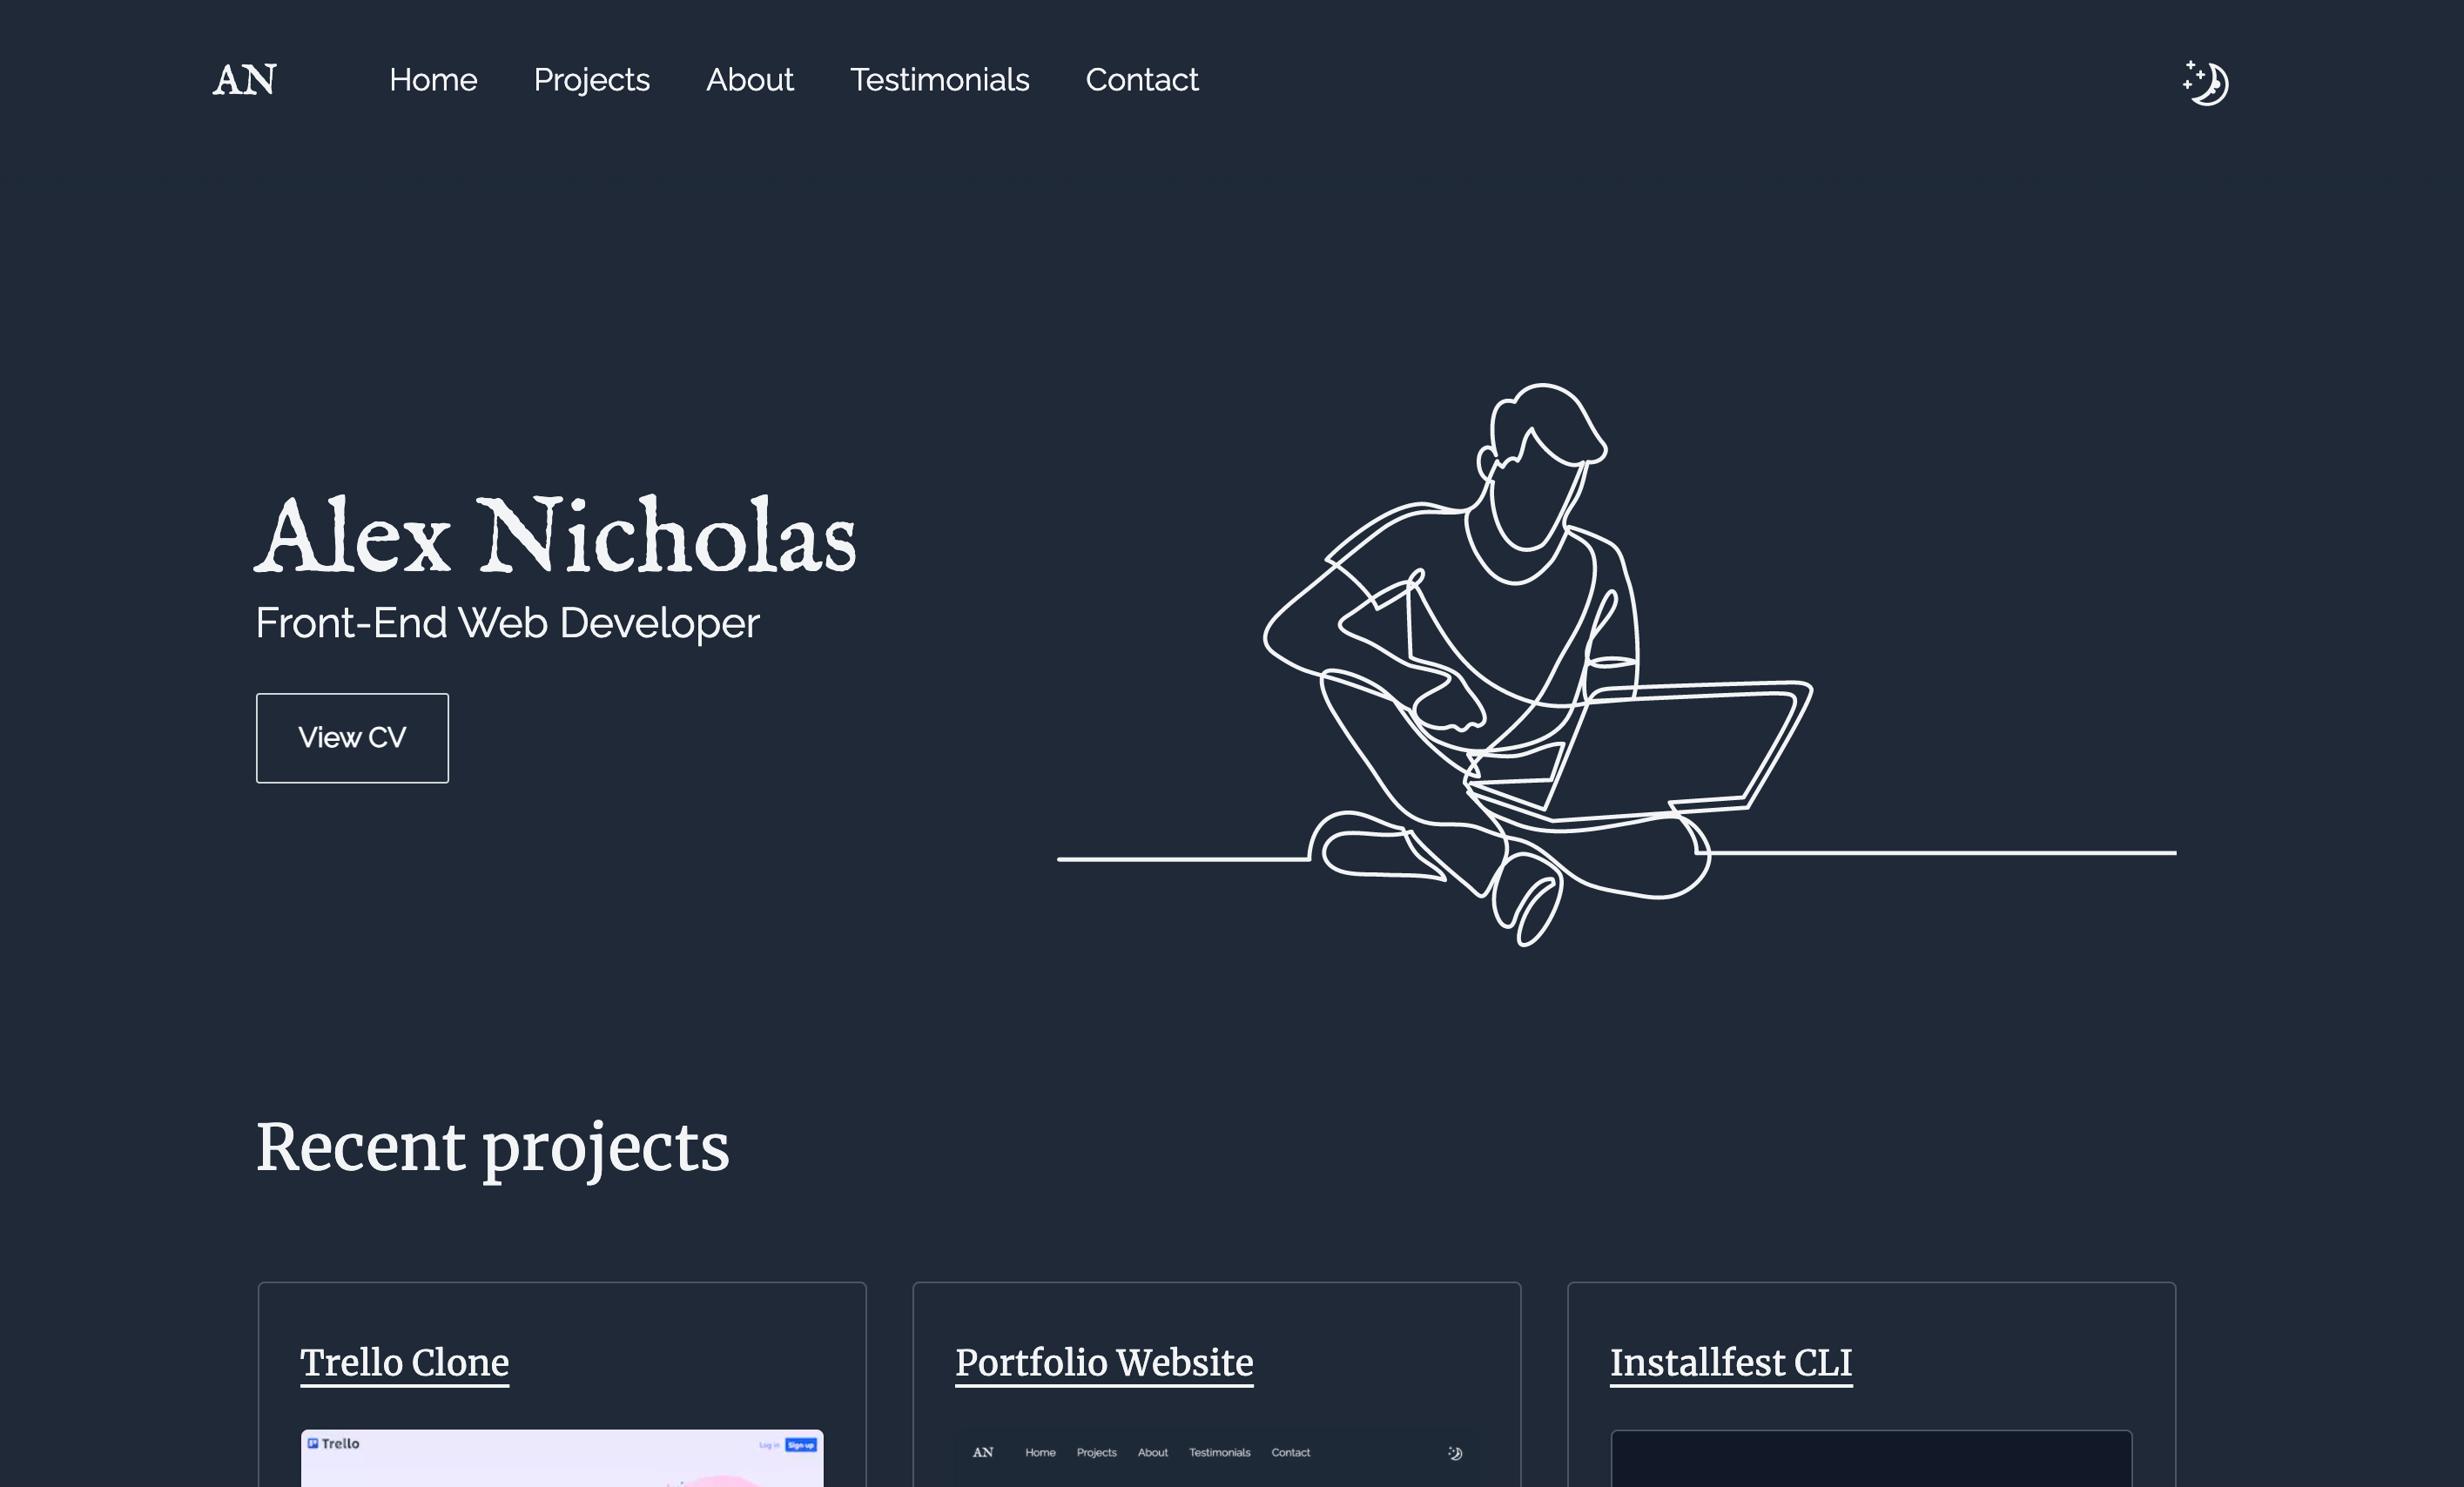 AN Home Projects About Testimonials Contact
Alex Nicholas
Front-End Web Developer
View CV
Recent projects
Trello Clone
Portfolio Website
Installfest CLI
Trello Log in Sign up
AN Home Projects About Testimonials Contact